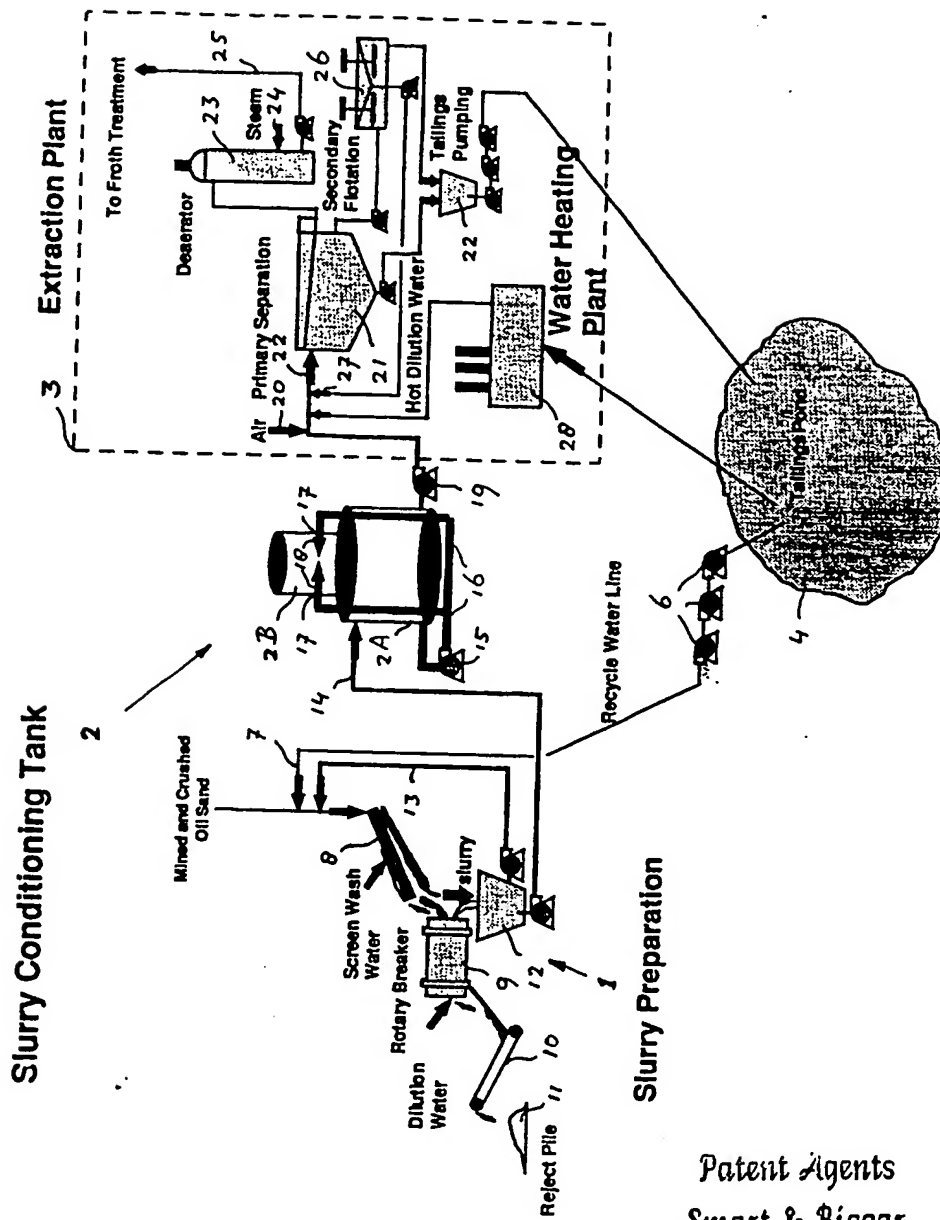 Slurry Conditioning Tank
2
Mined and Crushed
Oil Sand
7
8
13
Screen Wash
Water
Rotary Breaker
slurry
Dilution
Water
9
12
1
10
11
Reject Pile
Slurry Preparation
14
2B
17
18
17
2A
16
15
19
3
Extraction Plant
To Froth Treatment
25
Deaerator
23
Steam
24
Air
20
Primary Separation
22
27
21
Secondary
Flotation
26
Hot Dilution Water
22
Tailings
Pumping
28
Water Heating
Plant
Recycle Water Line
6
4
Tailings Pond
Patent Agents
Smart & Biggar